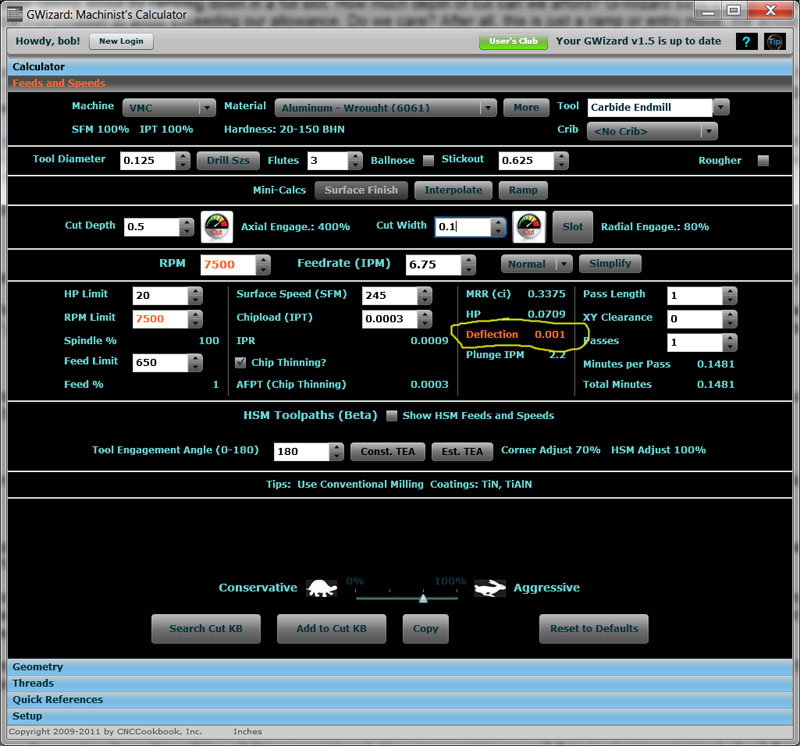 GWizard: Machinist's Calculator
Howdy, bob! New Login User's Club Your GWizard v1.5 is up to date ? Tip
Calculator
Feeds and Speeds
Machine VMC Material Aluminum - Wrought (6061) More Tool Carbide Endmill
SFM 100% IPT 100% Hardness: 20-150 BHN Crib <No Crib>
Tool Diameter 0.125 Drill Szs Flutes 3 Ballnose Stickout 0.625 Rougher
Mini-Calcs Surface Finish Interpolate Ramp
Cut Depth 0.5 Cut Axial Engage.: 400% Cut Width 0.1 Cut Slot Radial Engage.: 80%
RPM 7500 Feedrate (IPM) 6.75 Normal Simplify
HP Limit 20 Surface Speed (SFM) 245 MRR (ci) 0.3375 Pass Length 1
RPM Limit 7500 Chipload (IPT) 0.0003 HP 0.0709 XY Clearance 0
Spindle % 100 IPR 0.0009 Deflection 0.001 Passes 1
Feed Limit 650 Chip Thinning? Plunge IPM 2.2 Minutes per Pass 0.1481
Feed % 1 AFPT (Chip Thinning) 0.0003 Total Minutes 0.1481
HSM Toolpaths (Beta) Show HSM Feeds and Speeds
Tool Engagement Angle (0-180) 180 Const. TEA Est. TEA Corner Adjust 70% HSM Adjust 100%
Tips: Use Conventional Milling Coatings: TiN, TiAlN
0% 100%
Conservative Aggressive
Search Cut KB Add to Cut KB Copy Reset to Defaults
Geometry
Threads
Quick References
Setup
Copyright 2009-2011 by CNCCookbook, Inc. Inches